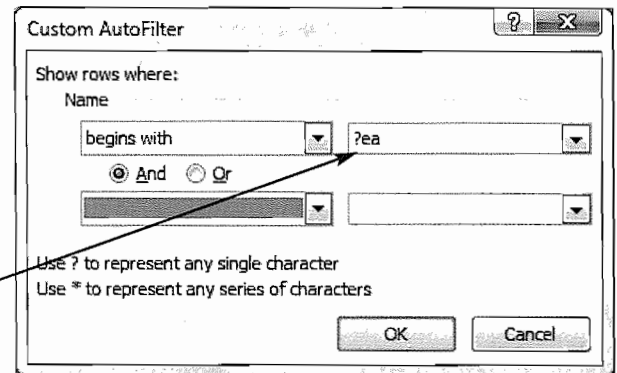 Custom AutoFilter
Show rows where:
Name
begins with ?ea
And Or
Use ? to represent any single character
Use * to represent any series of characters
OK Cancel